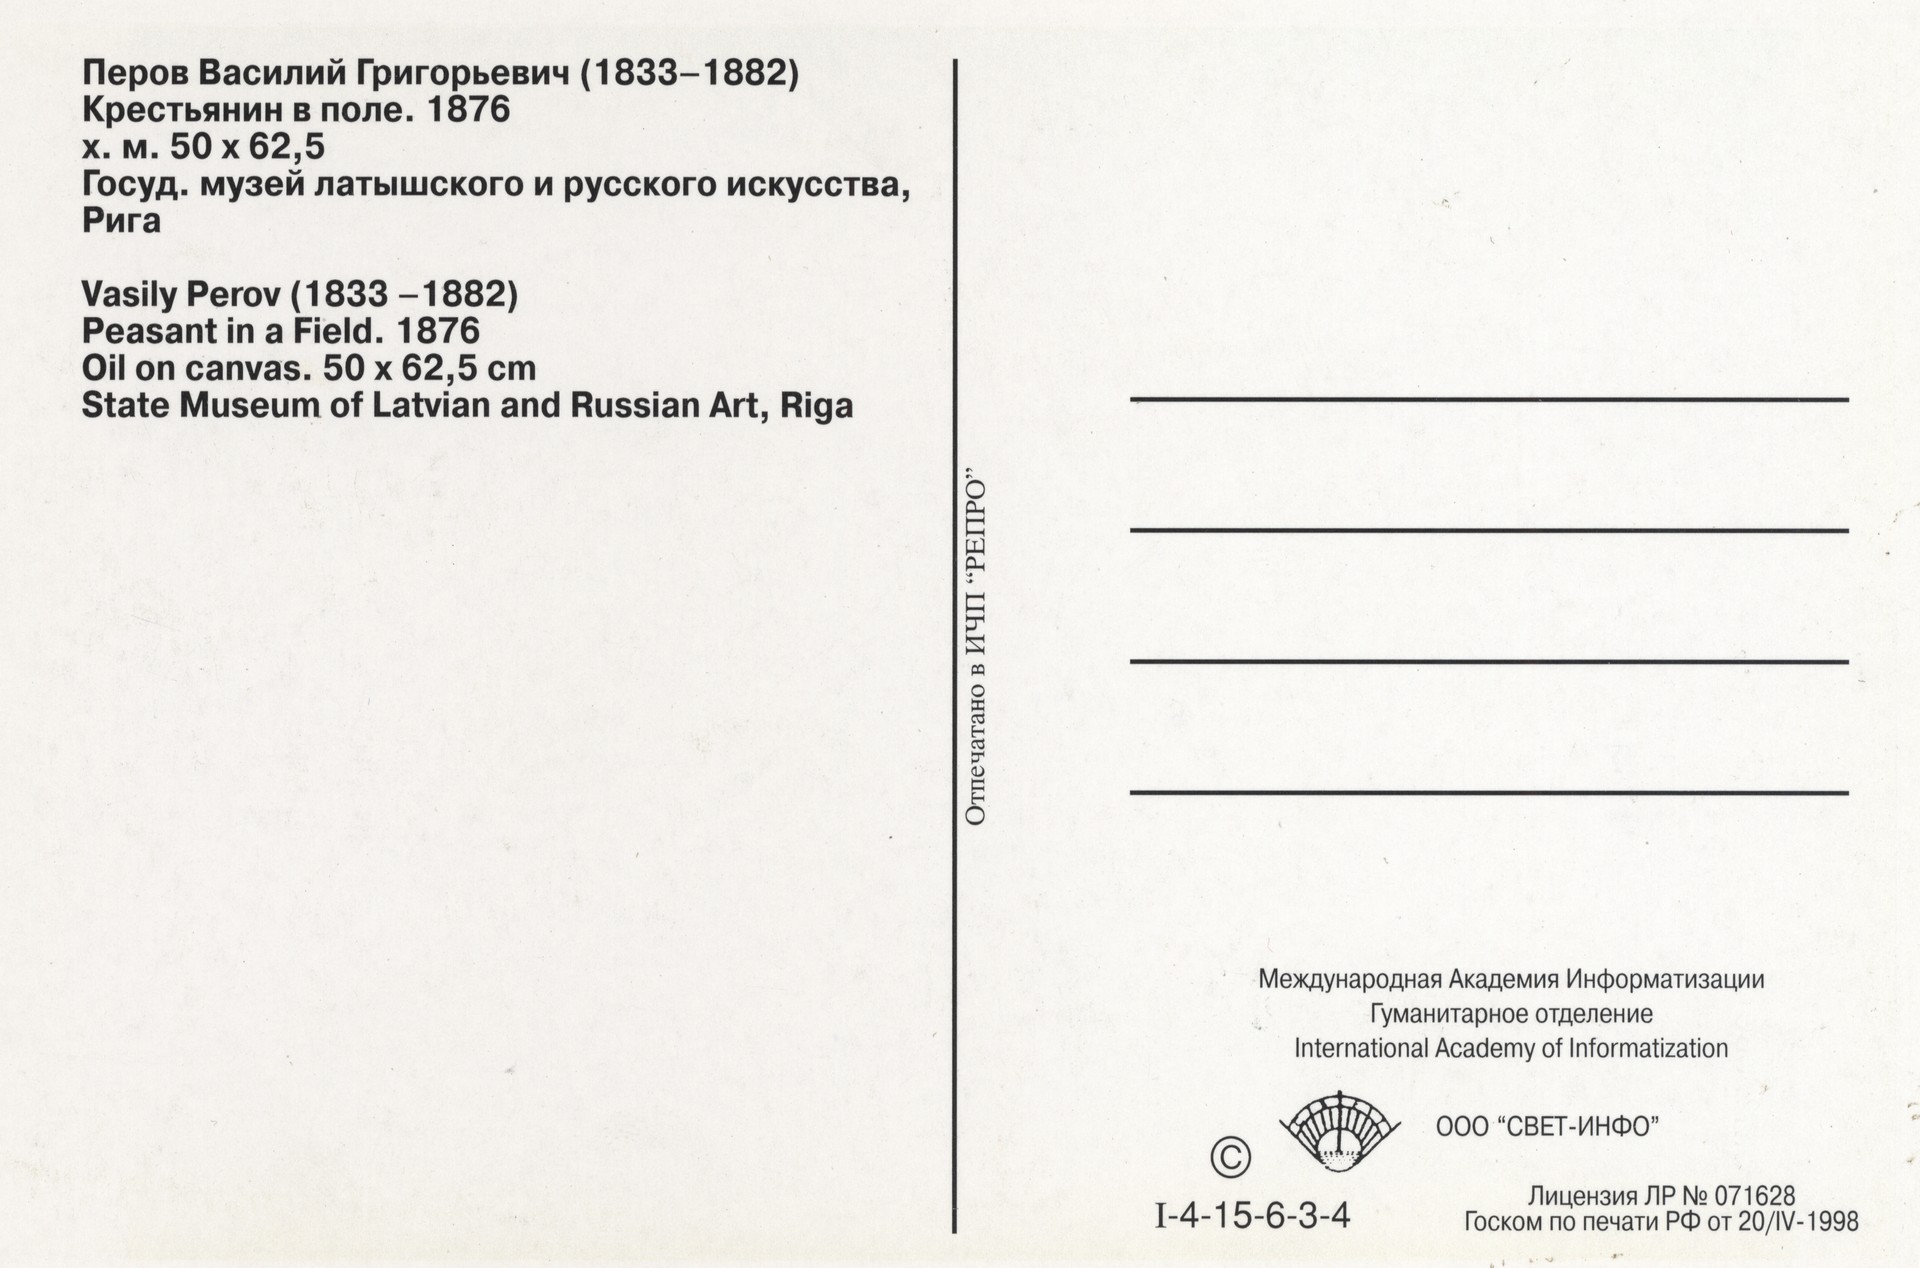 Перов Василий Григорьевич (1833–1882)
Крестьянин в поле. 1876
х. м. 50 х 62,5
Госуд. музей латышского и русского искусства,
Рига
Vasily Perov (1833 –1882)
Peasant in a Field. 1876
Oil on canvas. 50 x 62,5 cm
State Museum of Latvian and Russian Art, Riga
Отпечатано в ИЧП “РЕПРО”
Международная Академия Информатизации
Гуманитарное отделение
International Academy of Informatization
ООО “СВЕТ-ИНФО”
©
I-4-15-6-3-4
Лицензия ЛР № 071628
Госком по печати РФ от 20/IV-1998